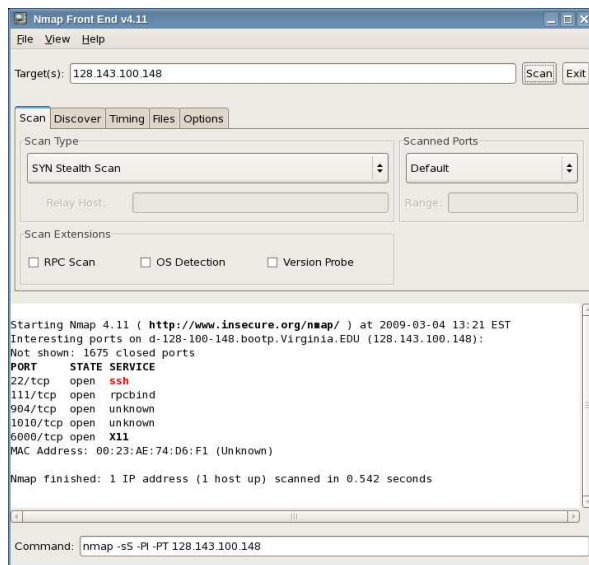 Nmap Front End v4.11
File View Help
Target(s): 128.143.100.148 Scan Exit
Scan Discover Timing Files Options
Scan Type
SYN Stealth Scan
Relay Host:
Scanned Ports
Default
Range:
Scan Extensions
RPC Scan OS Detection Version Probe
Starting Nmap 4.11 ( http://www.insecure.org/nmap/ ) at 2009-03-04 13:21 EST
Interesting ports on d-128-100-148.bootp.Virginia.EDU (128.143.100.148):
Not shown: 1675 closed ports
PORT STATE SERVICE
22/tcp open ssh
111/tcp open rpcbind
904/tcp open unknown
1010/tcp open unknown
6000/tcp open X11
MAC Address: 00:23:AE:74:D6:F1 (Unknown)
Nmap finished: 1 IP address (1 host up) scanned in 0.542 seconds
Command: nmap -sS -PI -PT 128.143.100.148